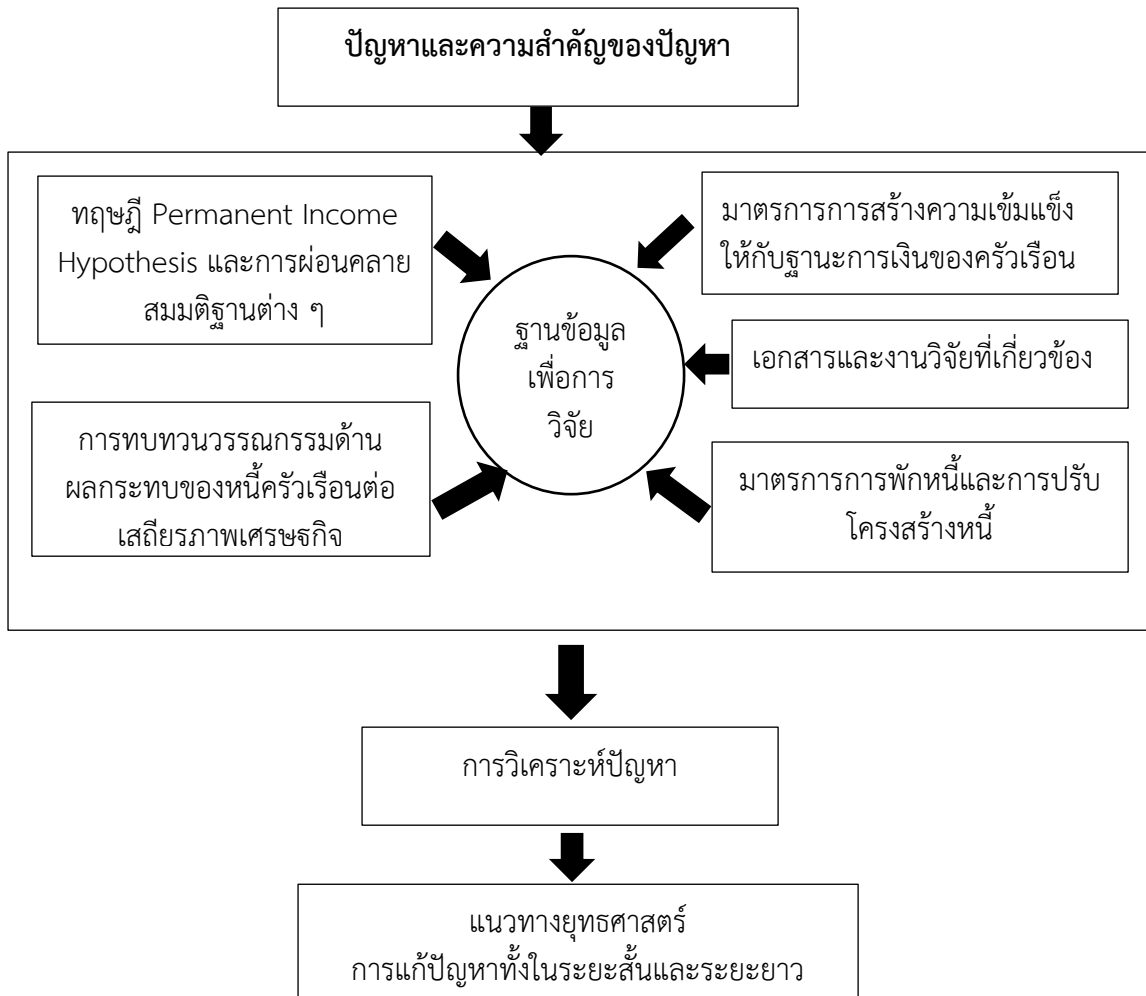 ปัญหาและความสำคัญของปัญหา
ทฤษฎี Permanent Income
Hypothesis และการผ่อนคลาย
สมมติฐานต่าง ๆ
มาตรการการสร้างความเข้มแข็ง
ให้กับฐานะการเงินของครัวเรือน
ฐานข้อมูล
เพื่อการ
วิจัย
เอกสารและงานวิจัยที่เกี่ยวข้อง
การทบทวนวรรณกรรมด้าน
ผลกระทบของหนี้ครัวเรือนต่อ
เสถียรภาพเศรษฐกิจ
มาตรการการพักหนี้และการปรับ
โครงสร้างหนี้
การวิเคราะห์ปัญหา
แนวทางยุทธศาสตร์
การแก้ปัญหาทั้งในระยะสั้นและระยะยาว